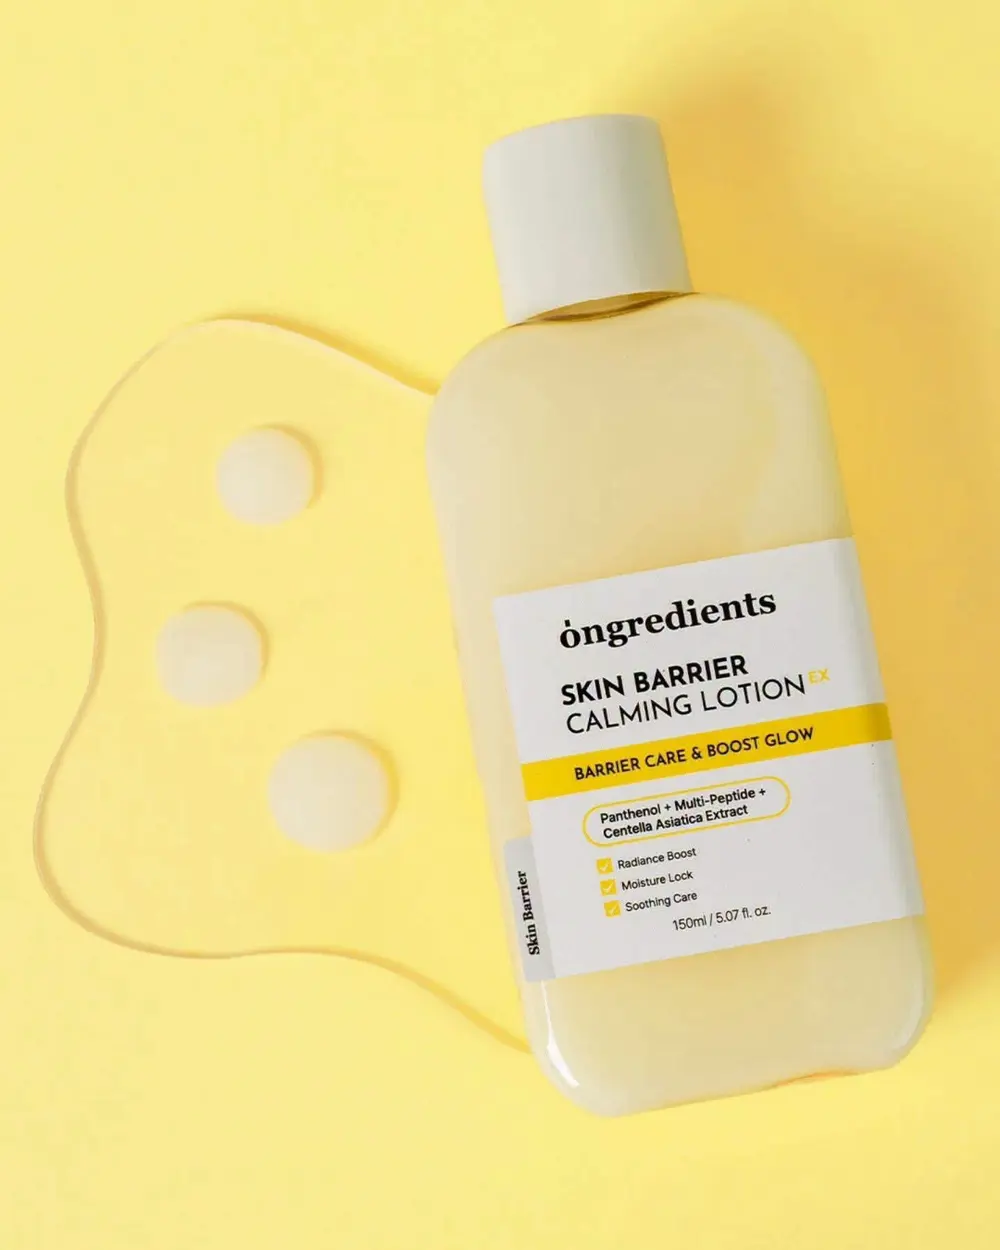 ongredients
SKIN BARRIER
CALMING LOTION EX
BARRIER CARE & BOOST GLOW
Panthenol + Multi-Peptide +
Centella Asiatica Extract
Radiance Boost
Moisture Lock
Soothing Care
150ml / 5.07 fl. oz.
Skin Barrier